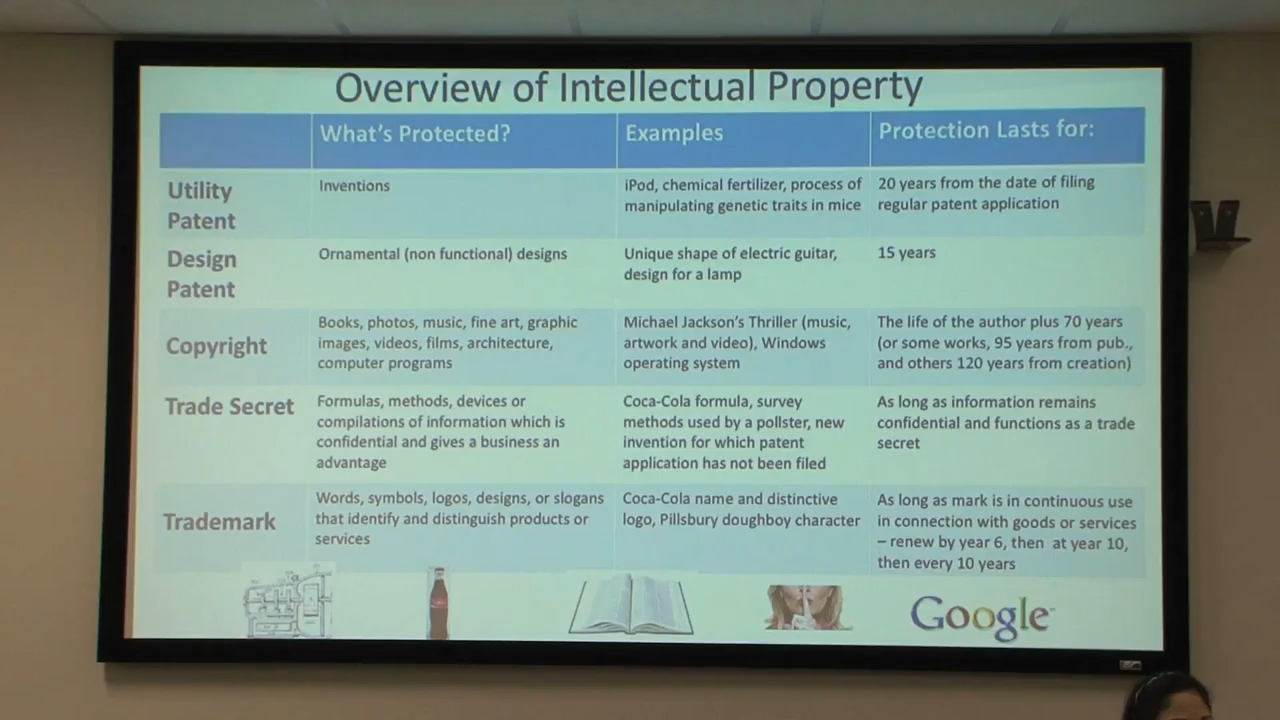 Overview of Intellectual Property
What's Protected?
Examples
Protection Lasts for:
Utility
Patent
Inventions
iPod, chemical fertilizer, process of
manipulating genetic traits in mice
20 years from the date of filing
regular patent application
Design
Patent
Ornamental (non functional) designs
Unique shape of electric guitar,
design for a lamp
15 years
Copyright
Books, photos, music, fine art, graphic
images, videos, films, architecture,
computer programs
Michael Jackson's Thriller (music,
artwork and video), Windows
operating system
The life of the author plus 70 years
(or some works, 95 years from pub.,
and others 120 years from creation)
Trade Secret
Formulas, methods, devices or
compilations of information which is
confidential and gives a business an
advantage
Coca-Cola formula, survey
methods used by a pollster, new
invention for which patent
application has not been filed
As long as information remains
confidential and functions as a trade
secret
Trademark
Words, symbols, logos, designs, or slogans
that identify and distinguish products or
services
Coca-Cola name and distinctive
logo, Pillsbury doughboy character
As long as mark is in continuous use
in connection with goods or services
– renew by year 6, then at year 10,
then every 10 years
Google